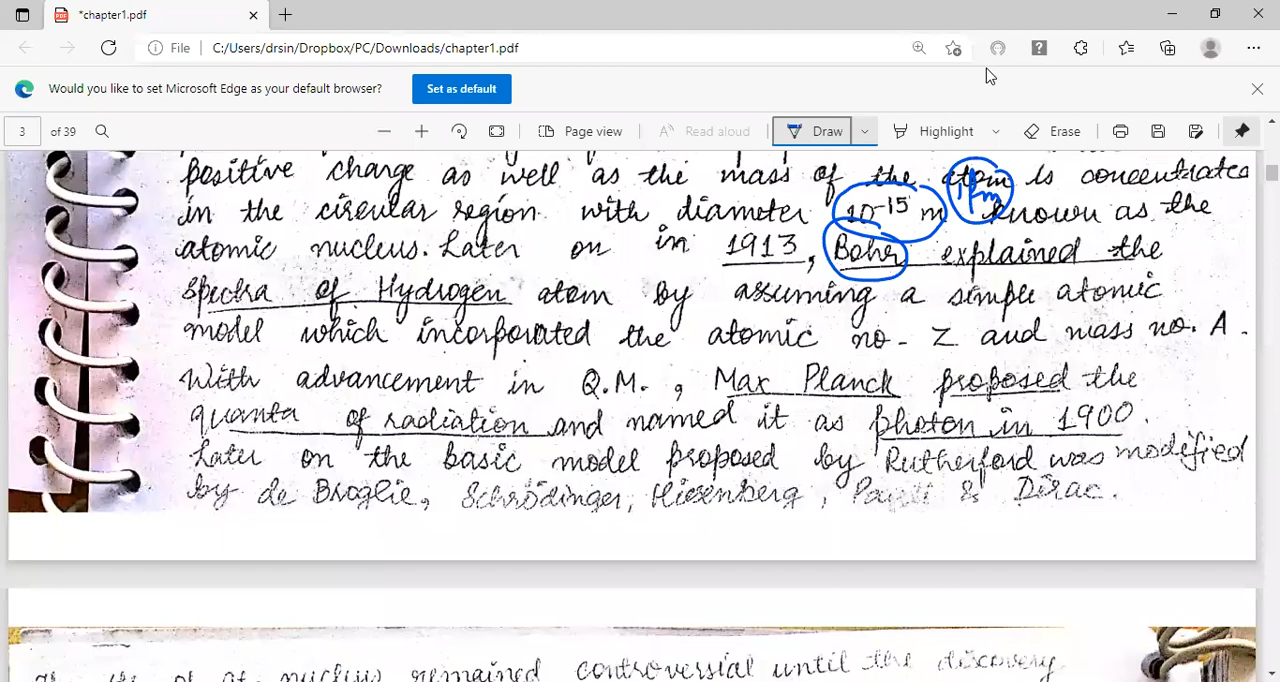 *chapter1.pdf
File C:/Users/drsin/Dropbox/PC/Downloads/chapter1.pdf
Would you like to set Microsoft Edge as your default browser? Set as default
3 of 39 Page view Read aloud Draw Highlight Erase
positive charge as well as the mass of the atom is concentrated
1fm
in the circular region with diameter 10-15 m known as the
atomic nucleus. Later on in 1913, Boher explained the
spectra of Hydrogen atom by assuming a simple atomic
model which incorporated the atomic no. Z and mass no. A.
With advancement in Q.M., Max Planck proposed the
quanta of radiation and named it as photon in 1900.
Later on the basic model proposed by Rutherford was modified
by de Broglie, Schrödinger, Hiesenberg, Pauli & Dirac.
nucleus remained controversial until the discovery